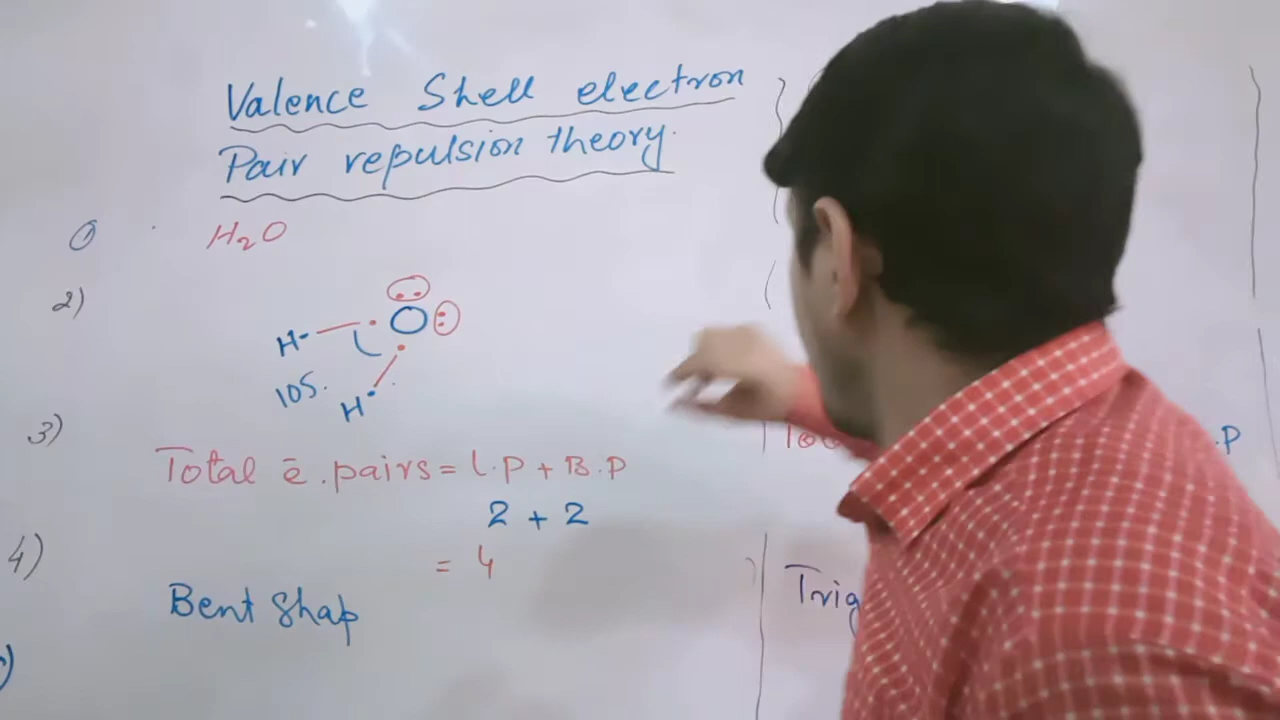 Valence Shell electron
Pair repulsion theory.
① H₂O
2)
O
H
105.
H
3)
Total ē.pairs = L.P + B.P
.P
2 + 2
= 4
4)
Bent Shap
Trig